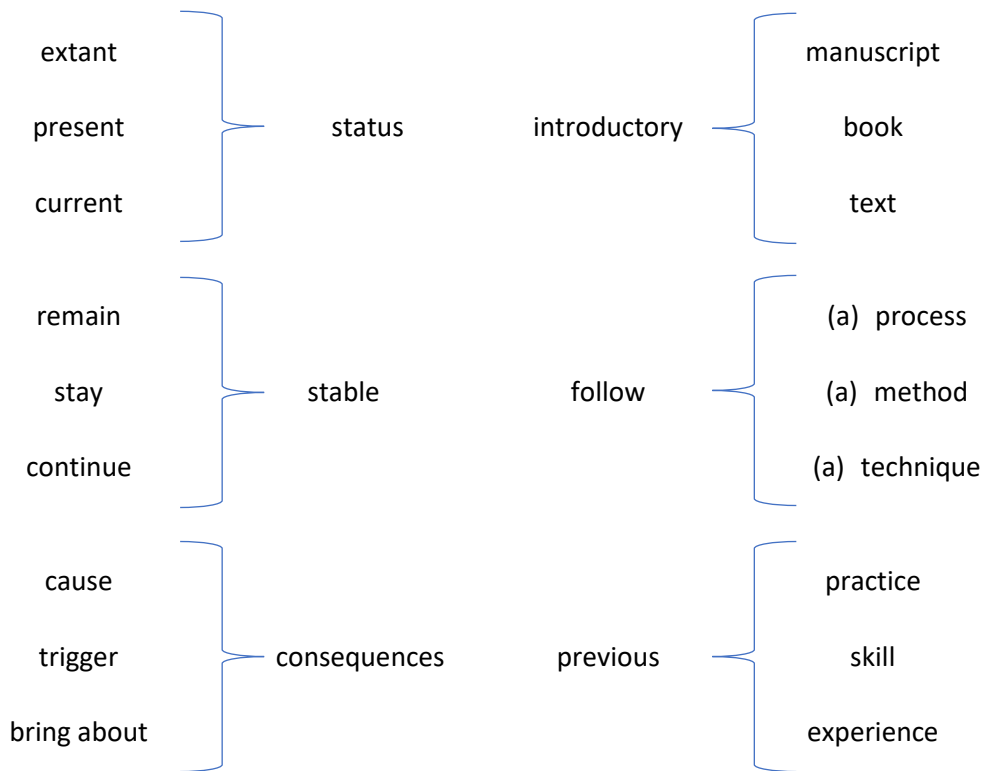 extant
manuscript
present
status
introductory
book
current
text
remain
(a) process
stay
stable
follow
(a) method
continue
(a) technique
cause
practice
trigger
consequences
previous
skill
bring about
experience